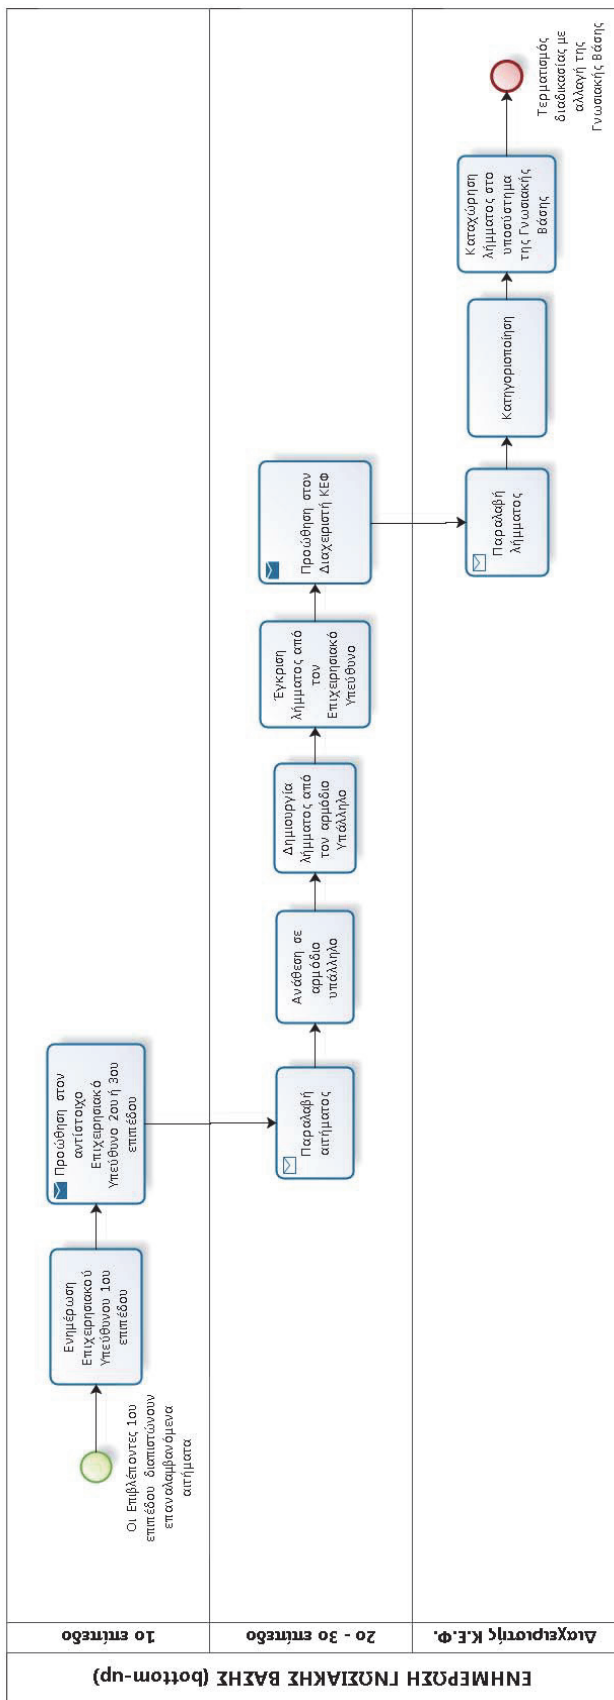 ΕΝΗΜΕΡΩΣΗ ΓΝΩΣΙΑΚΗΣ ΒΑΣΗΣ (bottom-up)
1ο επίπεδο
Οι Επιβλέποντες 1ου
επιπέδου διαπιστώνουν
επαναλαμβανόμενα
αιτήματα
Ενημέρωση
Επιχειρησιακού
Υπεύθυνου 1ου
επιπέδου
Προώθηση στον
αντίστοιχο
Επιχειρησιακό
Υπεύθυνο 2ου ή 3ου
επιπέδου
2ο - 3ο επίπεδο
Παραλαβή
αιτήματος
Ανάθεση σε
αρμόδιο
υπάλληλο
Δημιουργία
λήμματος από
τον αρμόδιο
Υπάλληλο
Έγκριση
λήμματος από
τον
Επιχειρησιακό
Υπεύθυνο
Προώθηση στον
Διαχειριστή ΚΕΦ
Διαχειριστής Κ.Ε.Φ.
Παραλαβή
λήμματος
Κατηγοριοποίηση
Καταχώρηση
λήμματος στο
υποσύστημα
της Γνωσιακής
Βάσης
Τερματισμός
διαδικασίας με
αλλαγή της
Γνωσιακής Βάσης